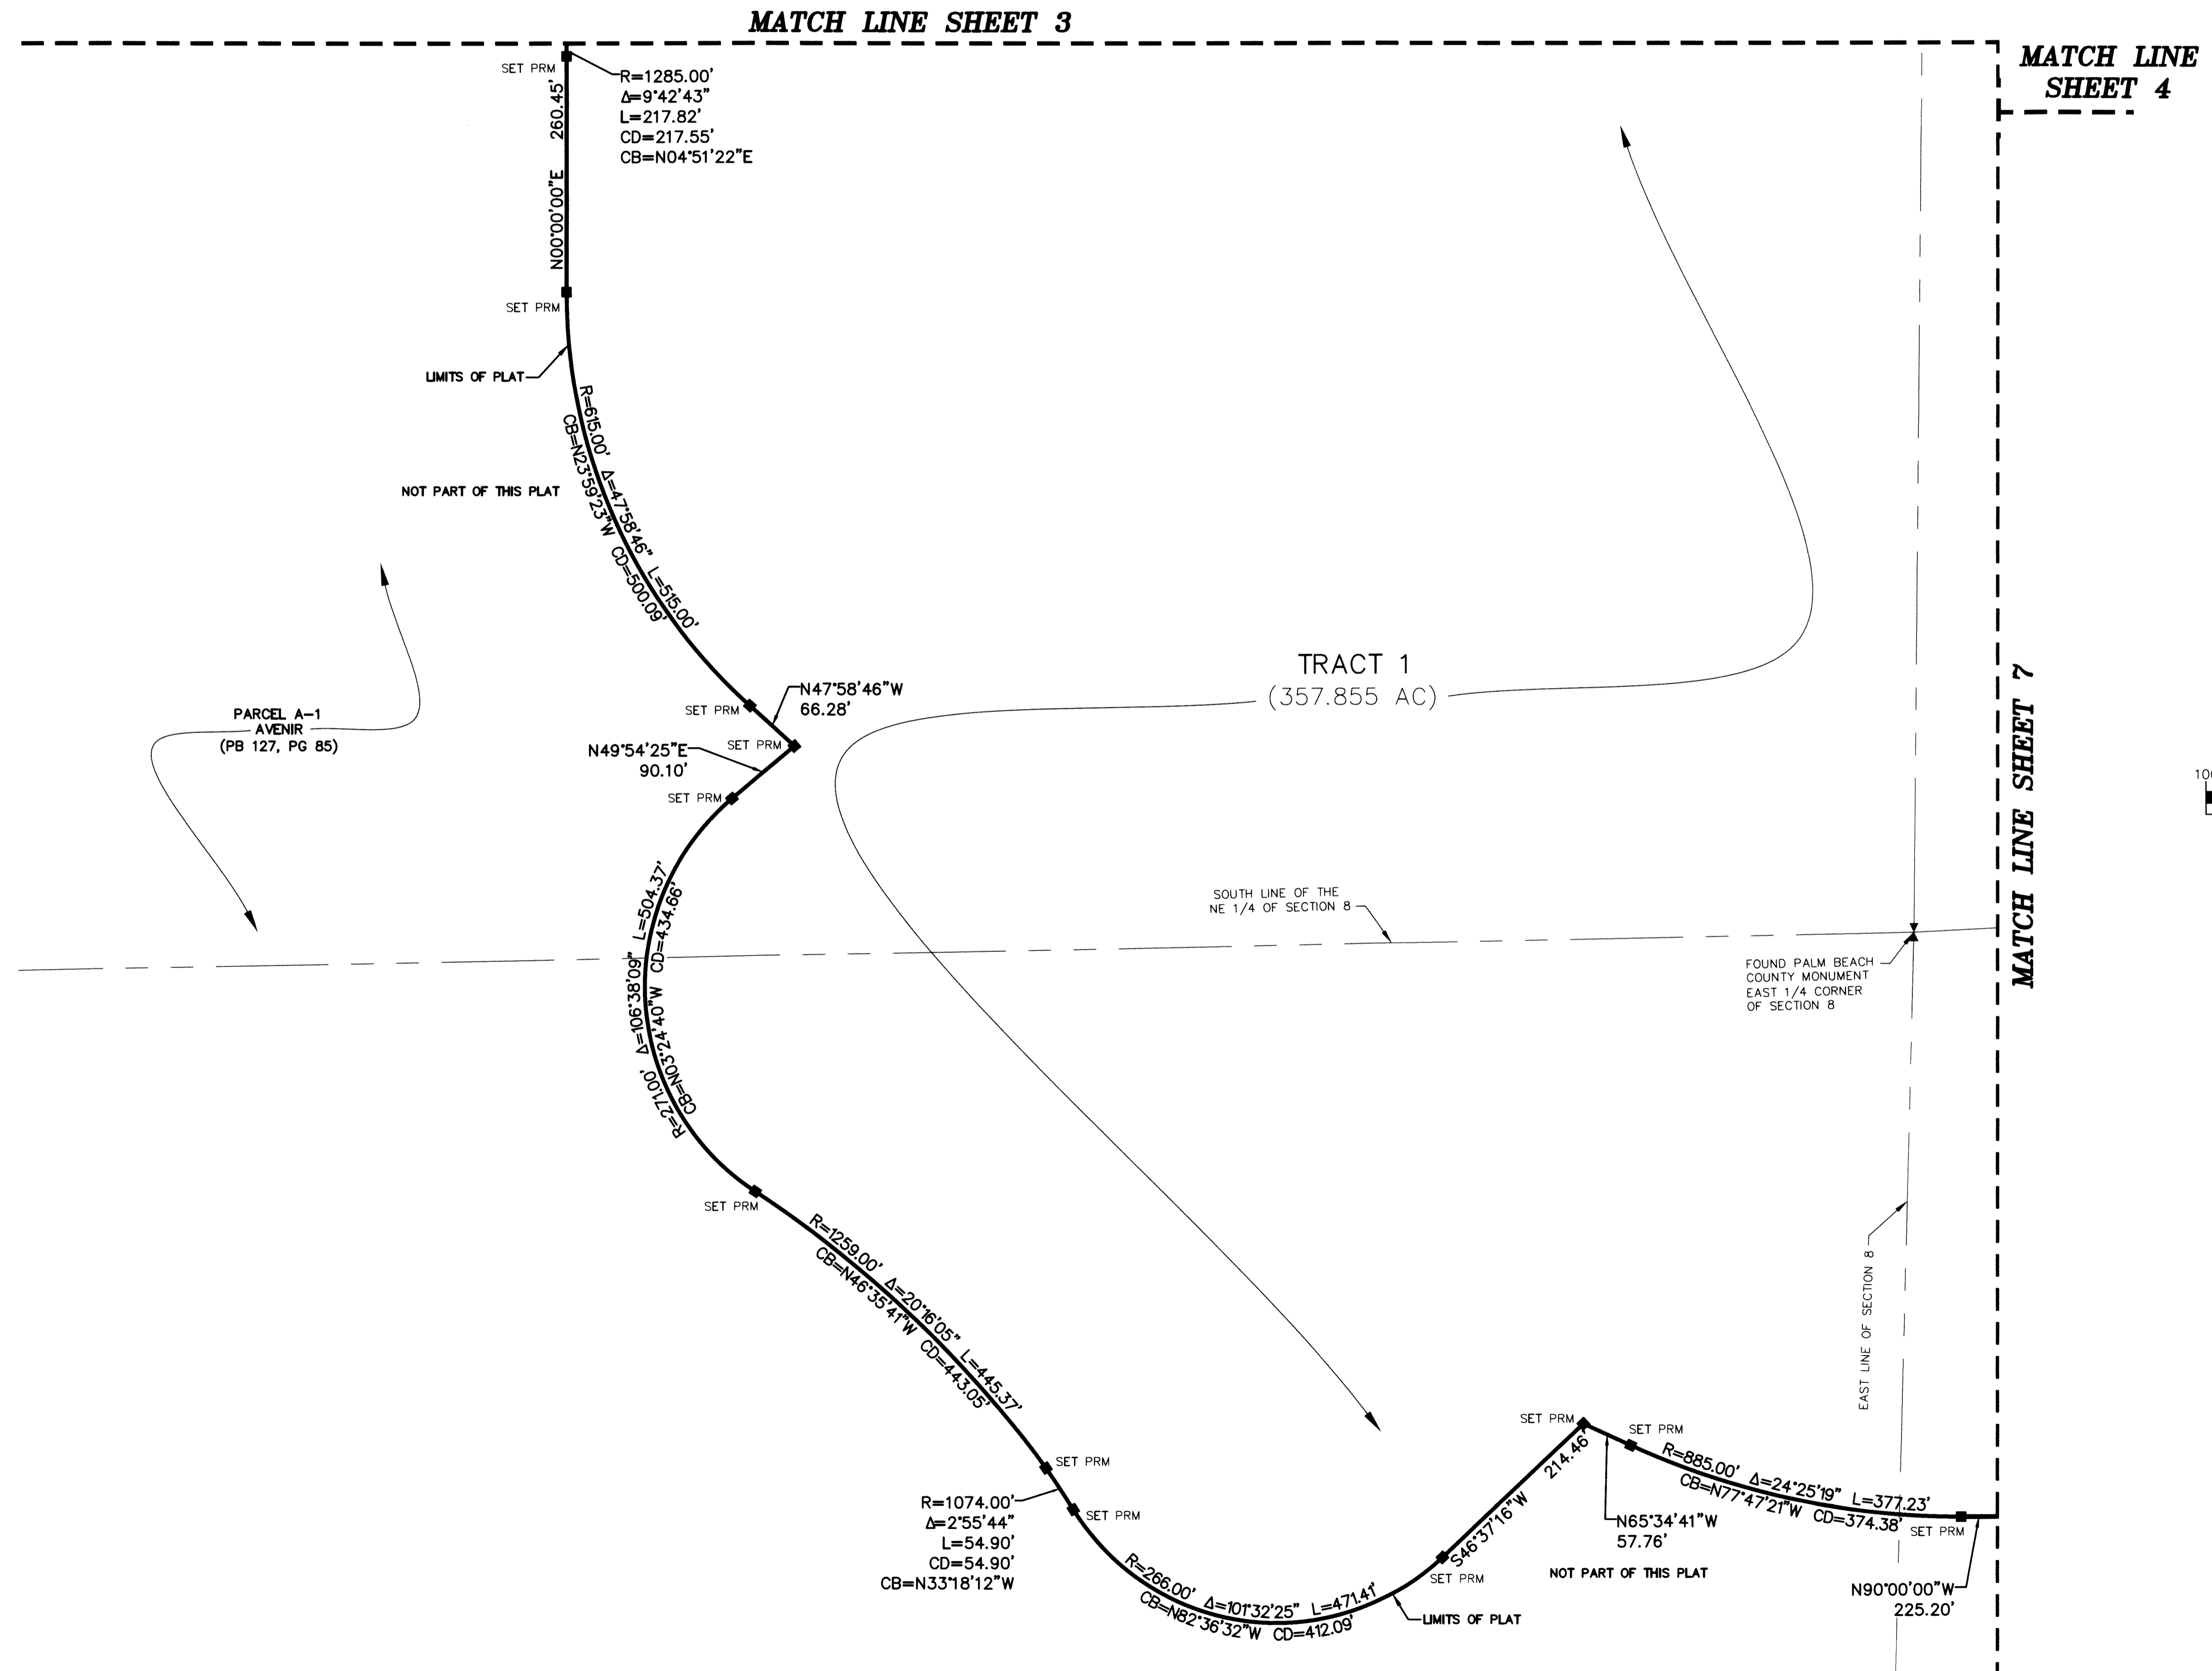 MATCH LINE SHEET 3
MATCH LINE
SHEET 4
SET PRM
260.45'
N00°00'00"E
R=1285.00'
Δ=9°42'43"
L=217.82'
CD=217.55'
CB=N04°51'22"E
SET PRM
LIMITS OF PLAT
R=615.00' Δ=47°58'46" L=515.00'
CB=N23°59'23"W CD=500.09'
NOT PART OF THIS PLAT
TRACT 1
(357.855 AC)
MATCH LINE SHEET 7
N47°58'46"W
66.28'
SET PRM
PARCEL A-1
AVENIR
(PB 127, PG 85)
SET PRM
N49°54'25"E
90.10'
SET PRM
R=271.00' Δ=106°38'09" L=504.37'
CB=N03°24'40"W CD=434.66'
SOUTH LINE OF THE
NE 1/4 OF SECTION 8
FOUND PALM BEACH
COUNTY MONUMENT
EAST 1/4 CORNER
OF SECTION 8
SET PRM
R=1259.00' Δ=20°16'05" L=445.37'
CB=N46°35'41"W CD=443.05'
EAST LINE OF SECTION 8
SET PRM
R=1074.00'
Δ=2°55'44"
L=54.90'
CD=54.90'
CB=N33°18'12"W
SET PRM
R=266.00' Δ=101°32'25" L=471.41'
CB=N82°36'32"W CD=412.09'
LIMITS OF PLAT
SET PRM
S46°37'16"W
214.46'
SET PRM
SET PRM
N65°34'41"W
57.76'
NOT PART OF THIS PLAT
R=885.00' Δ=24°25'19" L=377.23'
CB=N77°47'21"W CD=374.38'
SET PRM
N90°00'00"W
225.20'